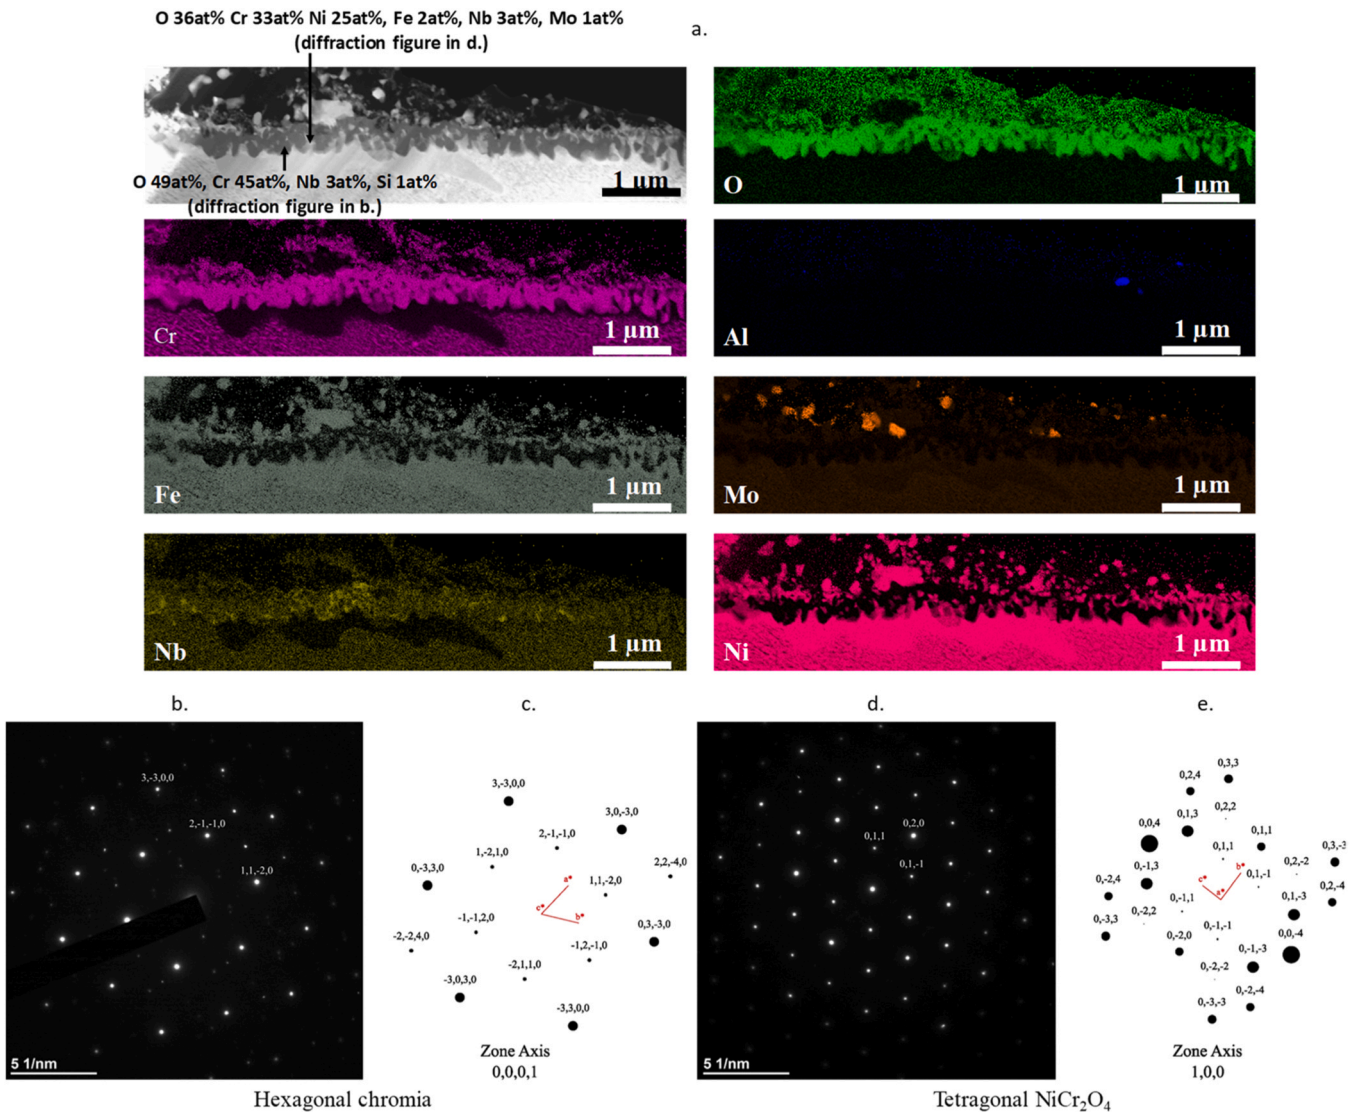 O 36at% Cr 33at% Ni 25at%, Fe 2at%, Nb 3at%, Mo 1at%
(diffraction figure in d.)
a.
1 µm
O 49at%, Cr 45at%, Nb 3at%, Si 1at%
(diffraction figure in b.)
O
1 µm
Cr
1 µm
Al
1 µm
Fe
1 µm
Mo
1 µm
Nb
1 µm
Ni
1 µm
b.
3,-3,0,0
2,-1,-1,0
1,1,-2,0
5 1/nm
c.
3,-3,0,0
3,0,-3,0
2,-1,-1,0
1,-2,1,0
0,-3,3,0
2,2,-4,0
a*
1,1,-2,0
c*
b*
-1,-1,2,0
0,3,-3,0
-2,-2,4,0
-1,2,-1,0
-2,1,1,0
-3,0,3,0
-3,3,0,0
Zone Axis
0,0,0,1
Hexagonal chromia
d.
0,1,1
0,2,0
0,1,-1
5 1/nm
e.
0,3,3
0,2,4
0,2,2
0,1,3
0,0,4
0,1,1
0,1,1
0,3,-3
0,-1,3
0,2,-2
b*
c*
a*
0,1,-1
0,-2,4
0,-1,1
0,1,-3
0,2,-4
0,-3,3
0,-2,2
0,-1,-1
0,-2,0
0,0,-4
0,-1,-3
0,-2,-2
0,-2,-4
0,-3,-3
Zone Axis
1,0,0
Tetragonal NiCr₂O₄